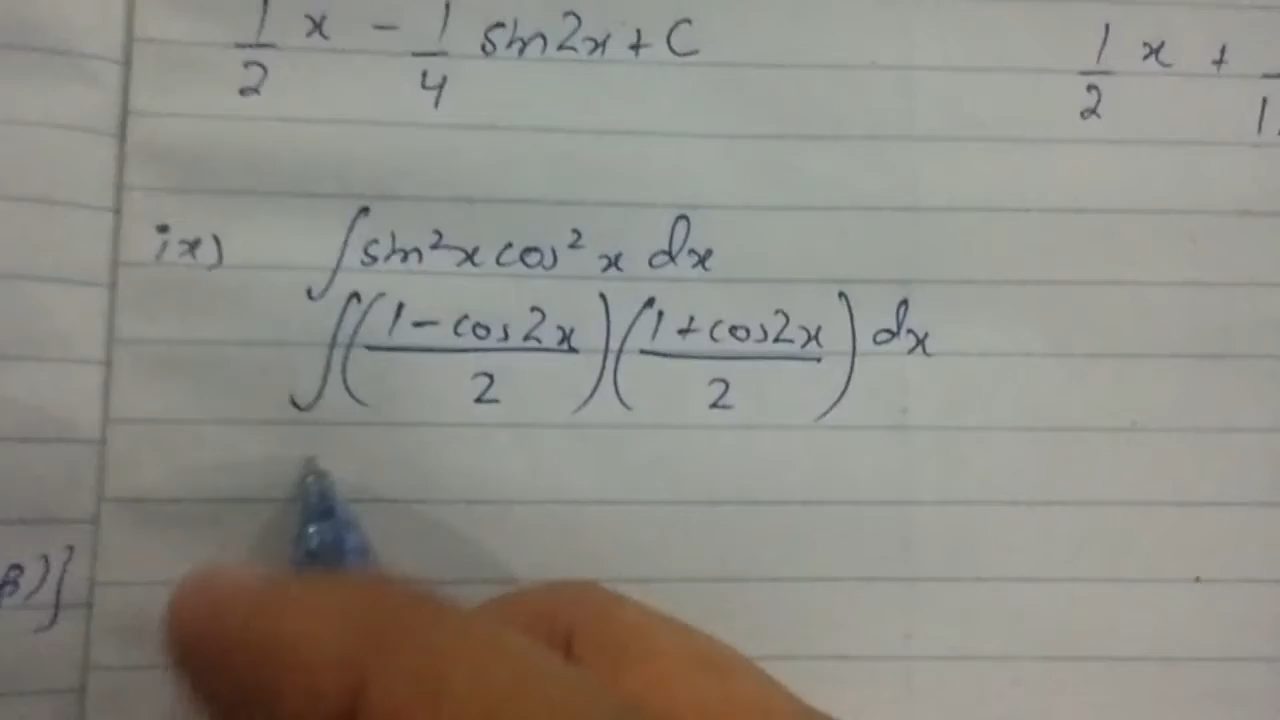 1/2 x - 1/4 sin2x + C
1/2 x +
ix) ∫ sin²x cos²x dx
∫ ((1 - cos2x)/2) ((1 + cos2x)/2) dx
)}